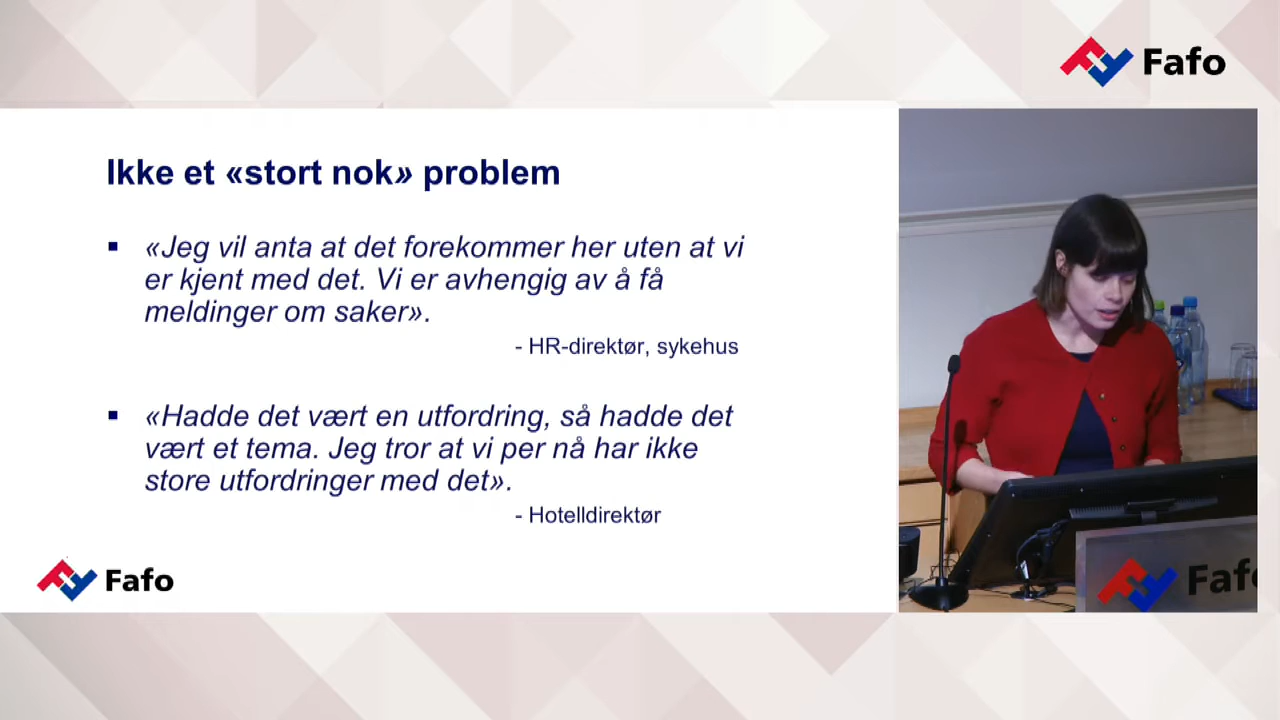 Fafo
Ikke et «stort nok» problem
▪ «Jeg vil anta at det forekommer her uten at vi
er kjent med det. Vi er avhengig av å få
meldinger om saker».
- HR-direktør, sykehus
▪ «Hadde det vært en utfordring, så hadde det
vært et tema. Jeg tror at vi per nå har ikke
store utfordringer med det».
- Hotelldirektør
Fafo
Fafo